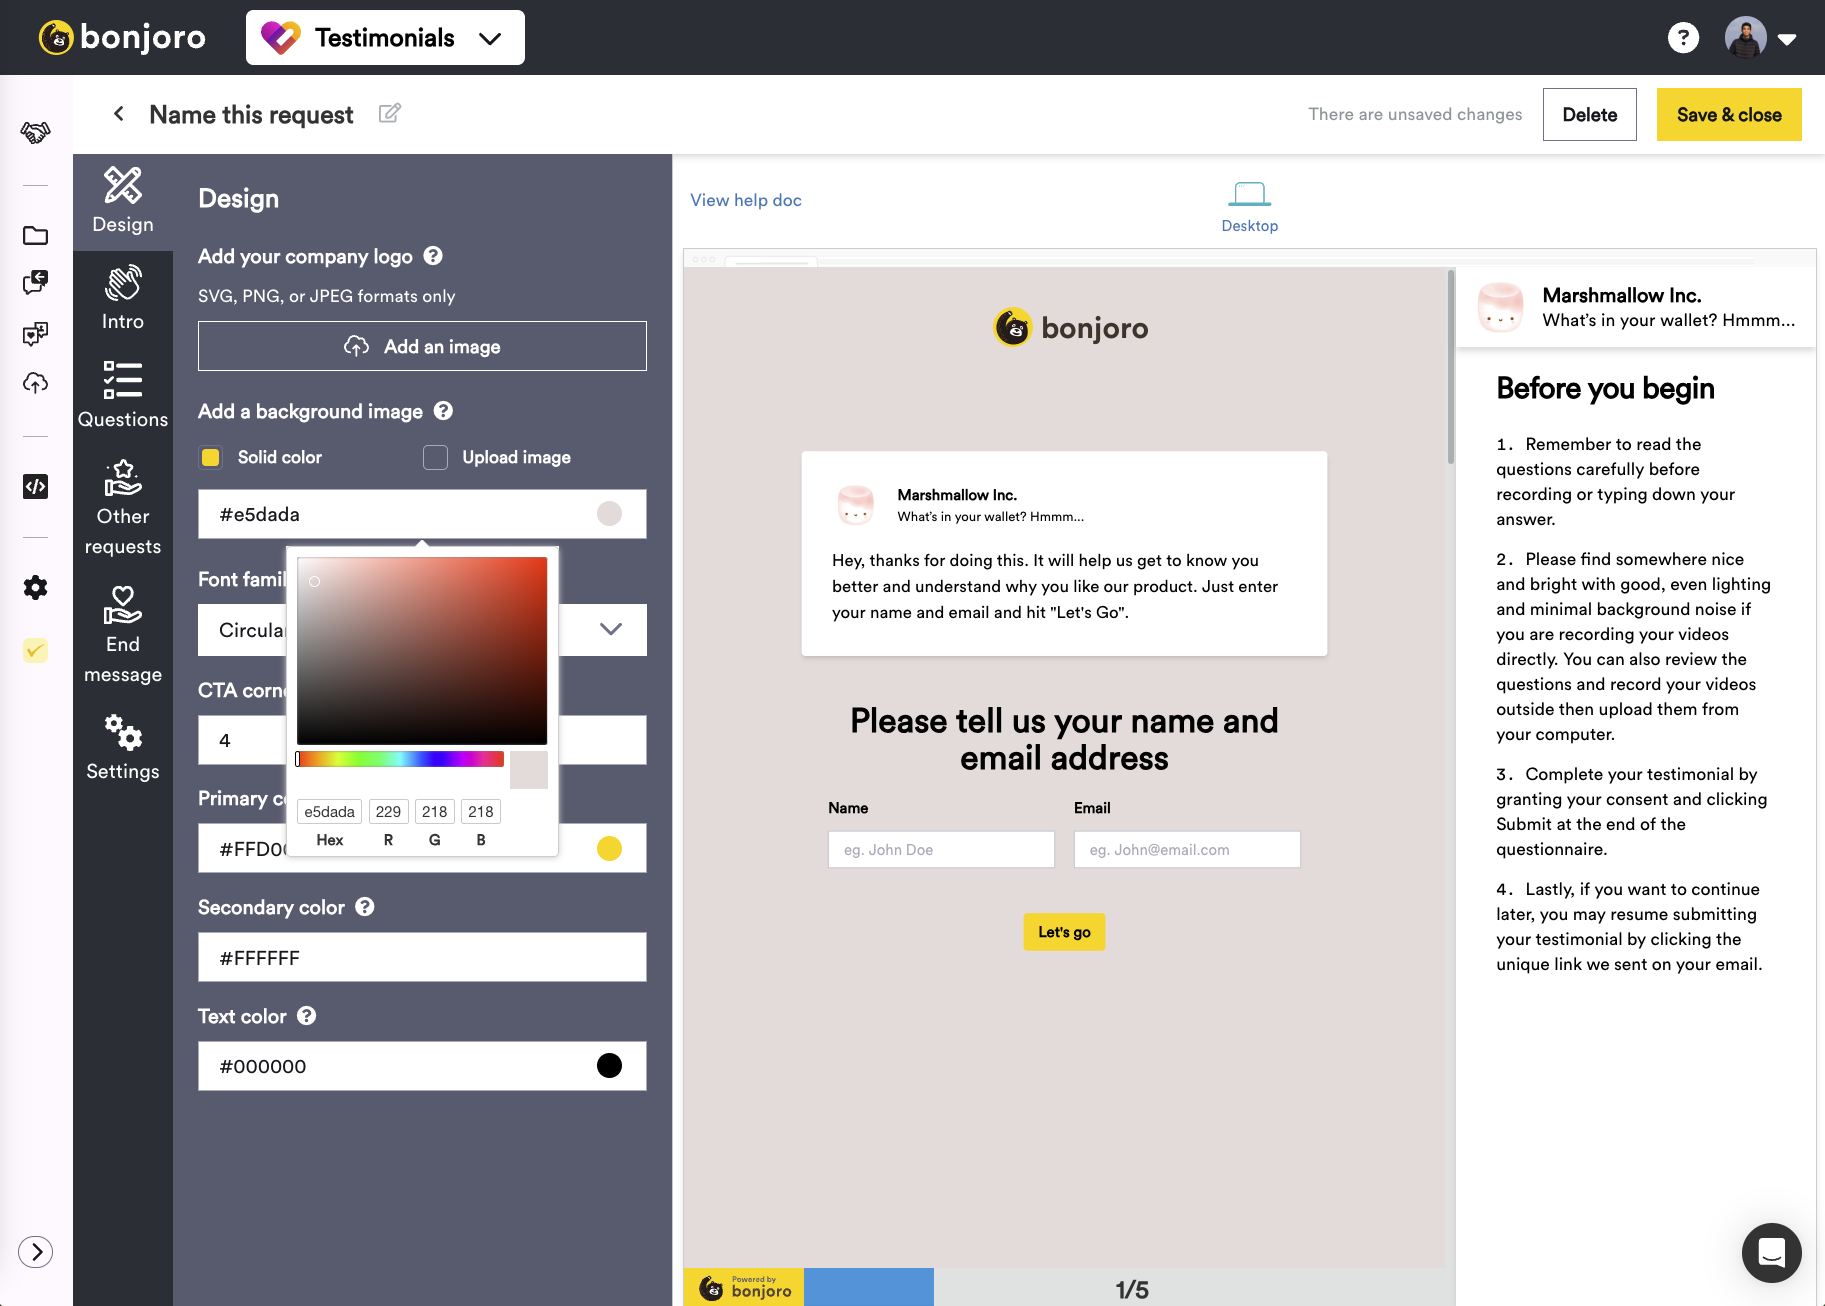 bonjoro
Testimonials
?
Name this request
There are unsaved changes
Delete
Save & close
Design
Intro
Questions
Other
requests
End
message
Settings
Design
Add your company logo ?
SVG, PNG, or JPEG formats only
Add an image
Add a background image ?
Solid color
Upload image
#e5dada
Font famil
Circular
CTA corne
4
Primary co
#FFD00
e5dada 229 218 218
Hex R G B
Secondary color ?
#FFFFFF
Text color ?
#000000
View help doc
Desktop
bonjoro
Marshmallow Inc.
What's in your wallet? Hmmm...
Hey, thanks for doing this. It will help us get to know you
better and understand why you like our product. Just enter
your name and email and hit "Let's Go".
Please tell us your name and
email address
Name
Email
eg. John Doe
eg. John@email.com
Let's go
Powered by
bonjoro
1/5
Marshmallow Inc.
What's in your wallet? Hmmm...
Before you begin
1. Remember to read the
questions carefully before
recording or typing down your
answer.
2. Please find somewhere nice
and bright with good, even lighting
and minimal background noise if
you are recording your videos
directly. You can also review the
questions and record your videos
outside then upload them from
your computer.
3. Complete your testimonial by
granting your consent and clicking
Submit at the end of the
questionnaire.
4. Lastly, if you want to continue
later, you may resume submitting
your testimonial by clicking the
unique link we sent on your email.